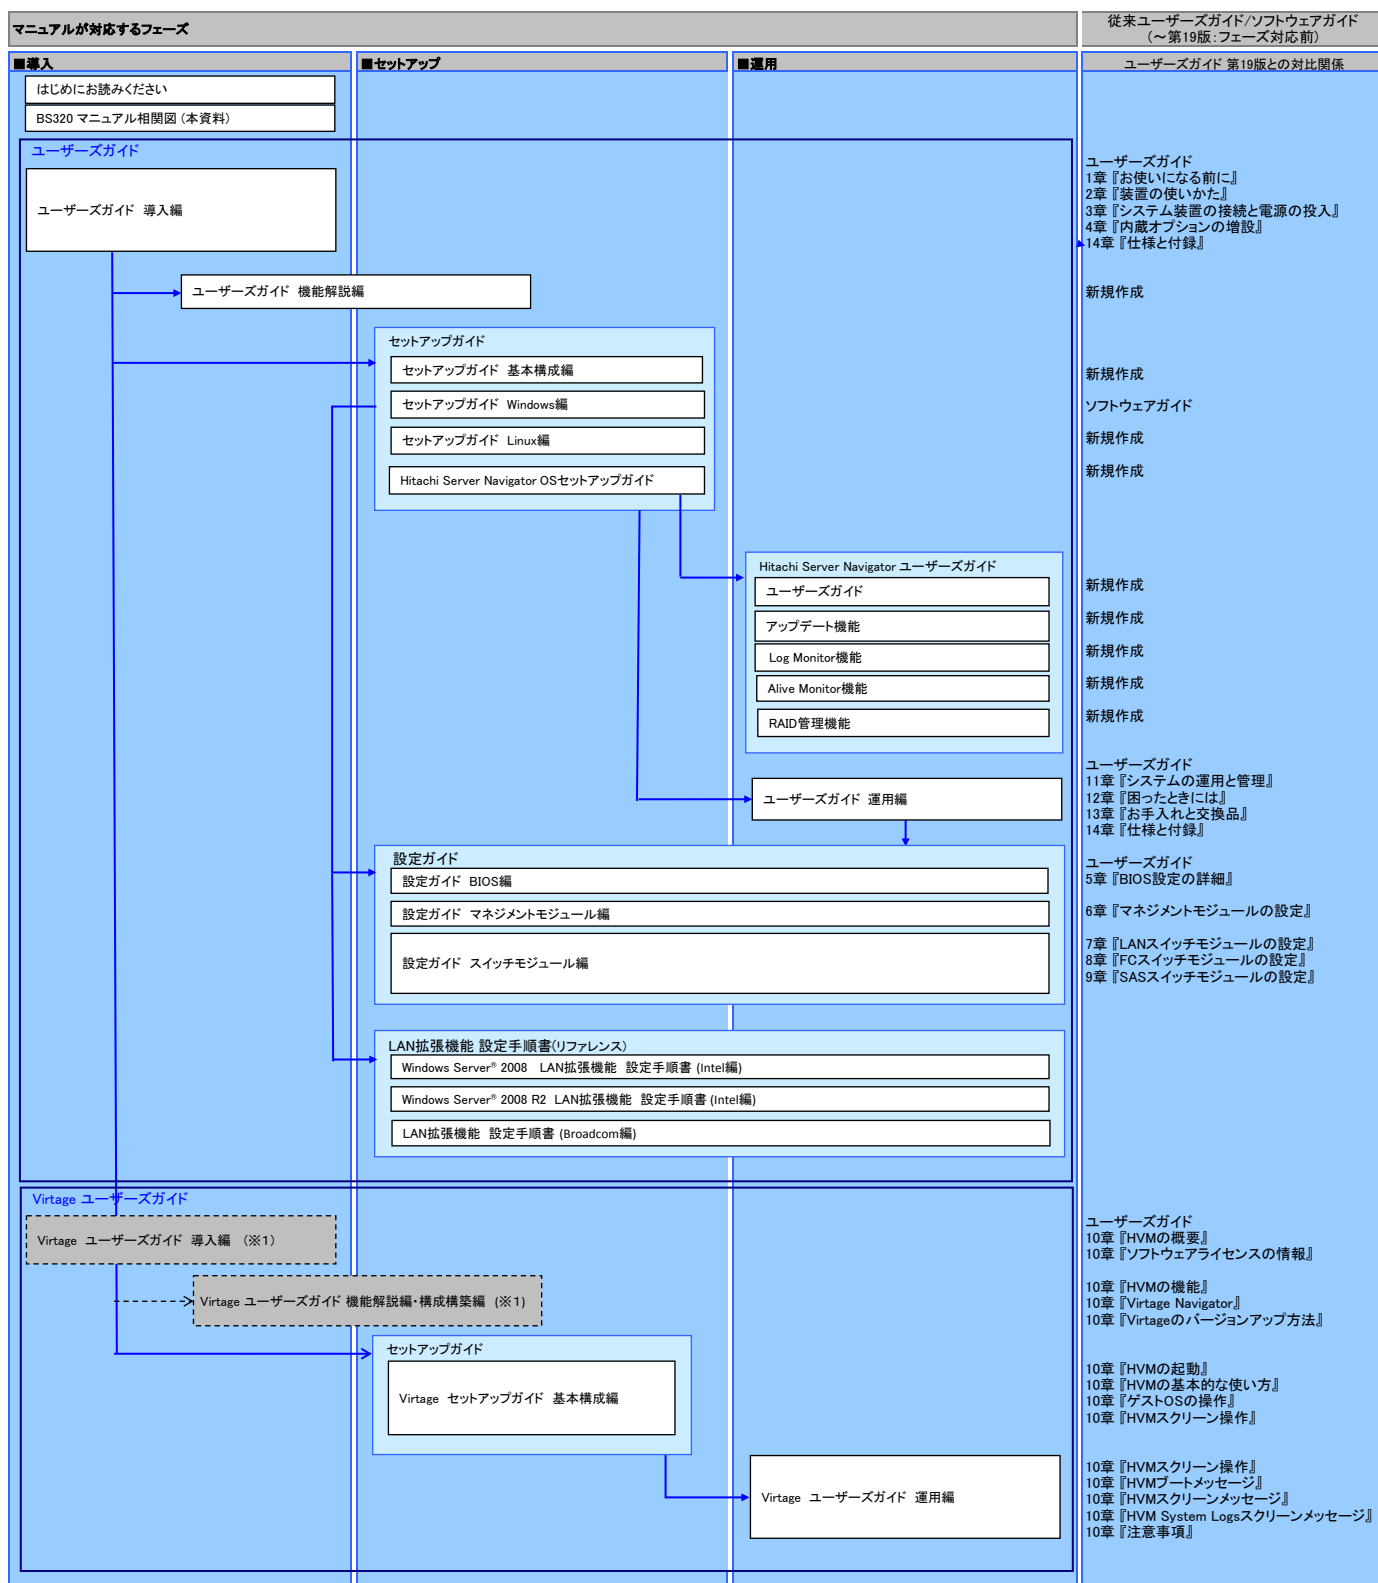 マニュアルが対応するフェーズ
従来ユーザーズガイド/ソフトウェアガイド
(～第19版:フェーズ対応前)
■導入
■セットアップ
■運用
ユーザーズガイド 第19版との対比関係
はじめにお読みください
BS320 マニュアル相関図 (本資料)
ユーザーズガイド
ユーザーズガイド 導入編
ユーザーズガイド
1章『お使いになる前に』
2章『装置の使いかた』
3章『システム装置の接続と電源の投入』
4章『内蔵オプションの増設』
14章『仕様と付録』
ユーザーズガイド 機能解説編
新規作成
セットアップガイド
セットアップガイド 基本構成編
新規作成
セットアップガイド Windows編
ソフトウェアガイド
セットアップガイド Linux編
新規作成
Hitachi Server Navigator OSセットアップガイド
新規作成
Hitachi Server Navigator ユーザーズガイド
ユーザーズガイド
新規作成
アップデート機能
新規作成
Log Monitor機能
新規作成
Alive Monitor機能
新規作成
RAID管理機能
新規作成
ユーザーズガイド 運用編
ユーザーズガイド
11章『システムの運用と管理』
12章『困ったときには』
13章『お手入れと交換品』
14章『仕様と付録』
設定ガイド
設定ガイド BIOS編
ユーザーズガイド
5章『BIOS設定の詳細』
設定ガイド マネジメントモジュール編
6章『マネジメントモジュールの設定』
設定ガイド スイッチモジュール編
7章『LANスイッチモジュールの設定』
8章『FCスイッチモジュールの設定』
9章『SASスイッチモジュールの設定』
LAN拡張機能 設定手順書(リファレンス)
Windows Server® 2008 LAN拡張機能 設定手順書 (Intel編)
Windows Server® 2008 R2 LAN拡張機能 設定手順書 (Intel編)
LAN拡張機能 設定手順書 (Broadcom編)
Virtage ユーザーズガイド
Virtage ユーザーズガイド 導入編 (※1)
ユーザーズガイド
10章『HVMの概要』
10章『ソフトウェアライセンスの情報』
Virtage ユーザーズガイド 機能解説編・構成構築編 (※1)
10章『HVMの機能』
10章『Virtage Navigator』
10章『Virtageのバージョンアップ方法』
セットアップガイド
Virtage セットアップガイド 基本構成編
10章『HVMの起動』
10章『HVMの基本的な使い方』
10章『ゲストOSの操作』
10章『HVMスクリーン操作』
Virtage ユーザーズガイド 運用編
10章『HVMスクリーン操作』
10章『HVMブートメッセージ』
10章『HVMスクリーンメッセージ』
10章『HVM System Logsスクリーンメッセージ』
10章『注意事項』